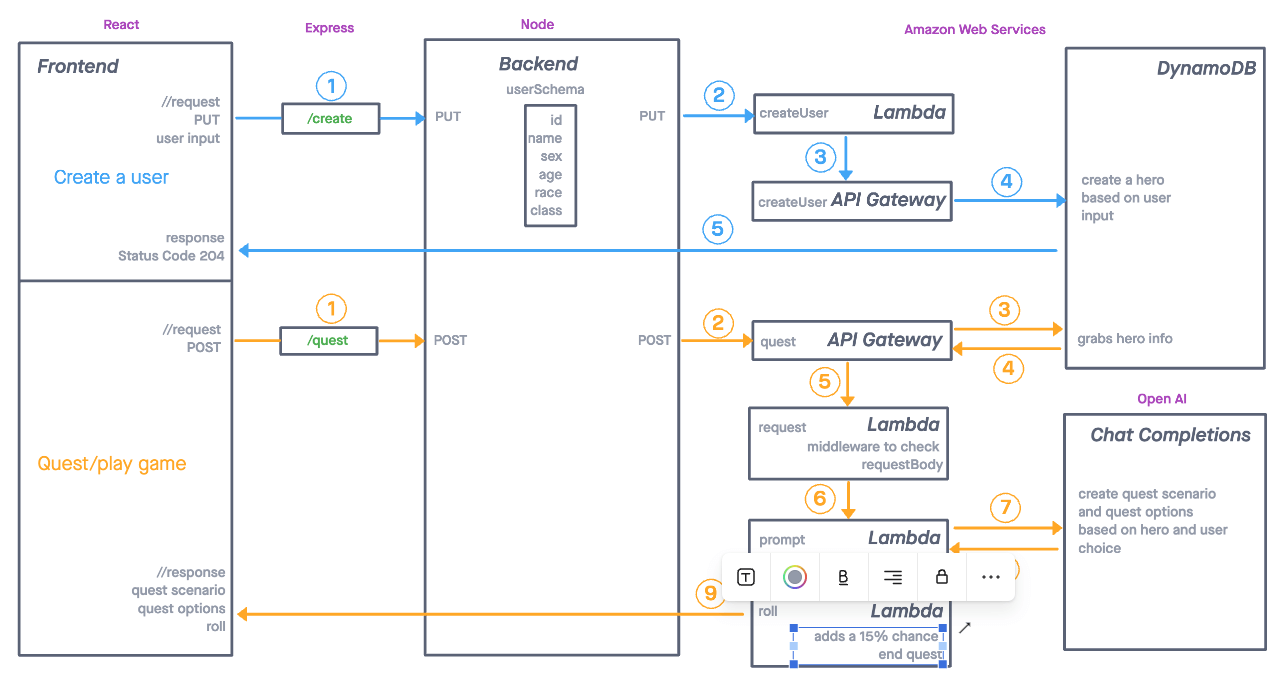 React
Express
Node
Amazon Web Services
Frontend
//request
PUT
user input
Create a user
response
Status Code 204
1
/create
Backend
userSchema
PUT
id
name
sex
age
race
class
PUT
2
createUser Lambda
3
createUser API Gateway
4
5
DynamoDB
create a hero
based on user
input
//request
POST
1
/quest
POST
POST
2
quest API Gateway
3
4
grabs hero info
5
request Lambda
middleware to check
requestBody
6
Open AI
Chat Completions
prompt Lambda
7
create quest scenario
and quest options
based on hero and user
choice
Quest/play game
//response
quest scenario
quest options
roll
9
T
B
roll Lambda
adds a 15% chance
end quest